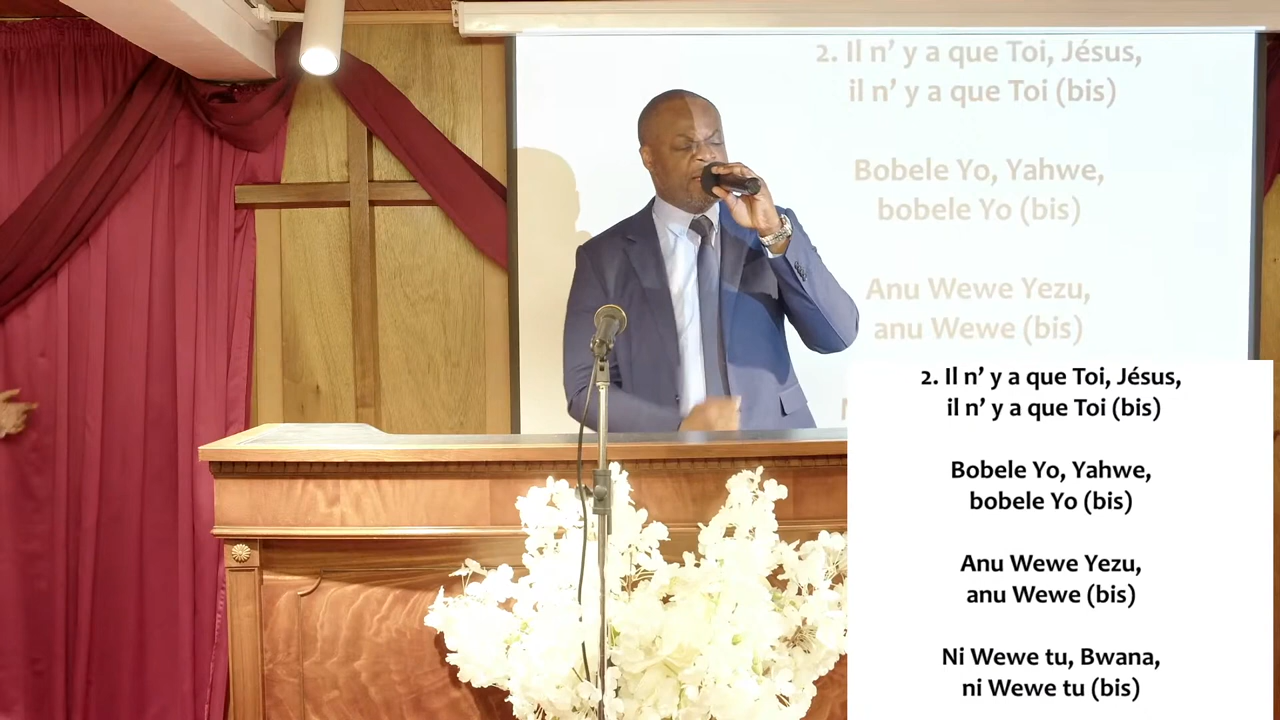 2. Il n’ y a que Toi, Jésus,
il n’ y a que Toi (bis)
Bobele Yo, Yahwe,
bobele Yo (bis)
Anu Wewe Yezu,
anu Wewe (bis)
2. Il n’ y a que Toi, Jésus,
il n’ y a que Toi (bis)
Bobele Yo, Yahwe,
bobele Yo (bis)
Anu Wewe Yezu,
anu Wewe (bis)
Ni Wewe tu, Bwana,
ni Wewe tu (bis)